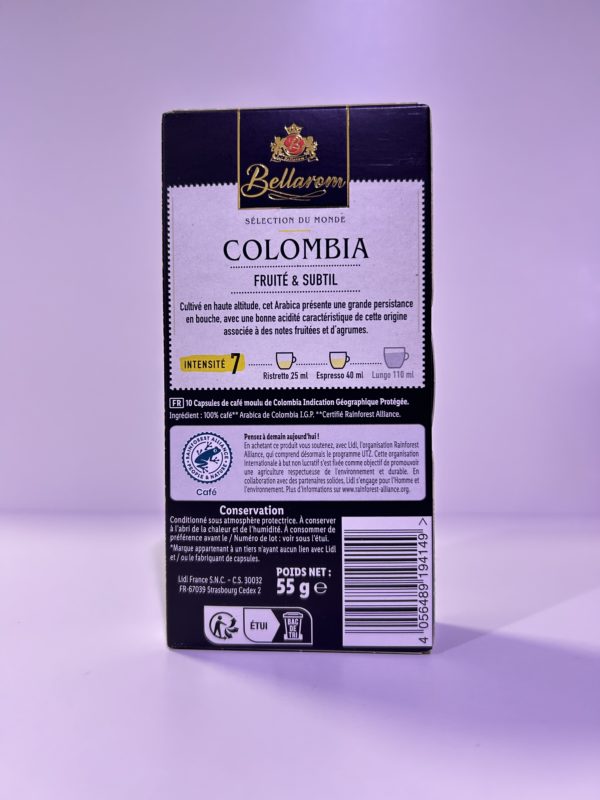 Bellarom
Bellarom
SÉLECTION DU MONDE
COLOMBIA
FRUITÉ & SUBTIL
Cultivé en haute altitude, cet Arabica présente une grande persistance
en bouche, avec une bonne acidité caractéristique de cette origine
associée à des notes fruitées et d'agrumes.
INTENSITÉ 7
Ristretto 25 ml Espresso 40 ml Lungo 110 ml
FR 10 Capsules de café moulu de Colombia Indication Géographique Protégée.
Ingrédient : 100% café** Arabica de Colombia I.G.P. **Certifié Rainforest Alliance.
RAINFOREST ALLIANCE
PEOPLE & NATURE
Café
Pensez à demain aujourd'hui !
En achetant ce produit vous soutenez, avec Lidl, l'organisation Rainforest
Alliance, qui comprend désormais le programme UTZ. Cette organisation
internationale à but non lucratif s'est fixée comme objectif de promouvoir
une agriculture respectueuse de l'environnement et durable. En
collaboration avec des partenaires solides, Lidl s'engage pour l'Homme et
l'environnement. Plus d'informations sur www.rainforest-alliance.org.
Conservation
Conditionné sous atmosphère protectrice. À conserver
à l'abri de la chaleur et de l'humidité. À consommer de
préférence avant le / Numéro de lot : voir sous l'étui.
*Marque appartenant à un tiers n'ayant aucun lien avec Lidl
et / ou le fabriquant de capsules.
Lidl France S.N.C. - C.S. 30032
FR-67039 Strasbourg Cedex 2
POIDS NET :
55 g e
ÉTUI
BAC
DE
TRI
4 056489 194149 >